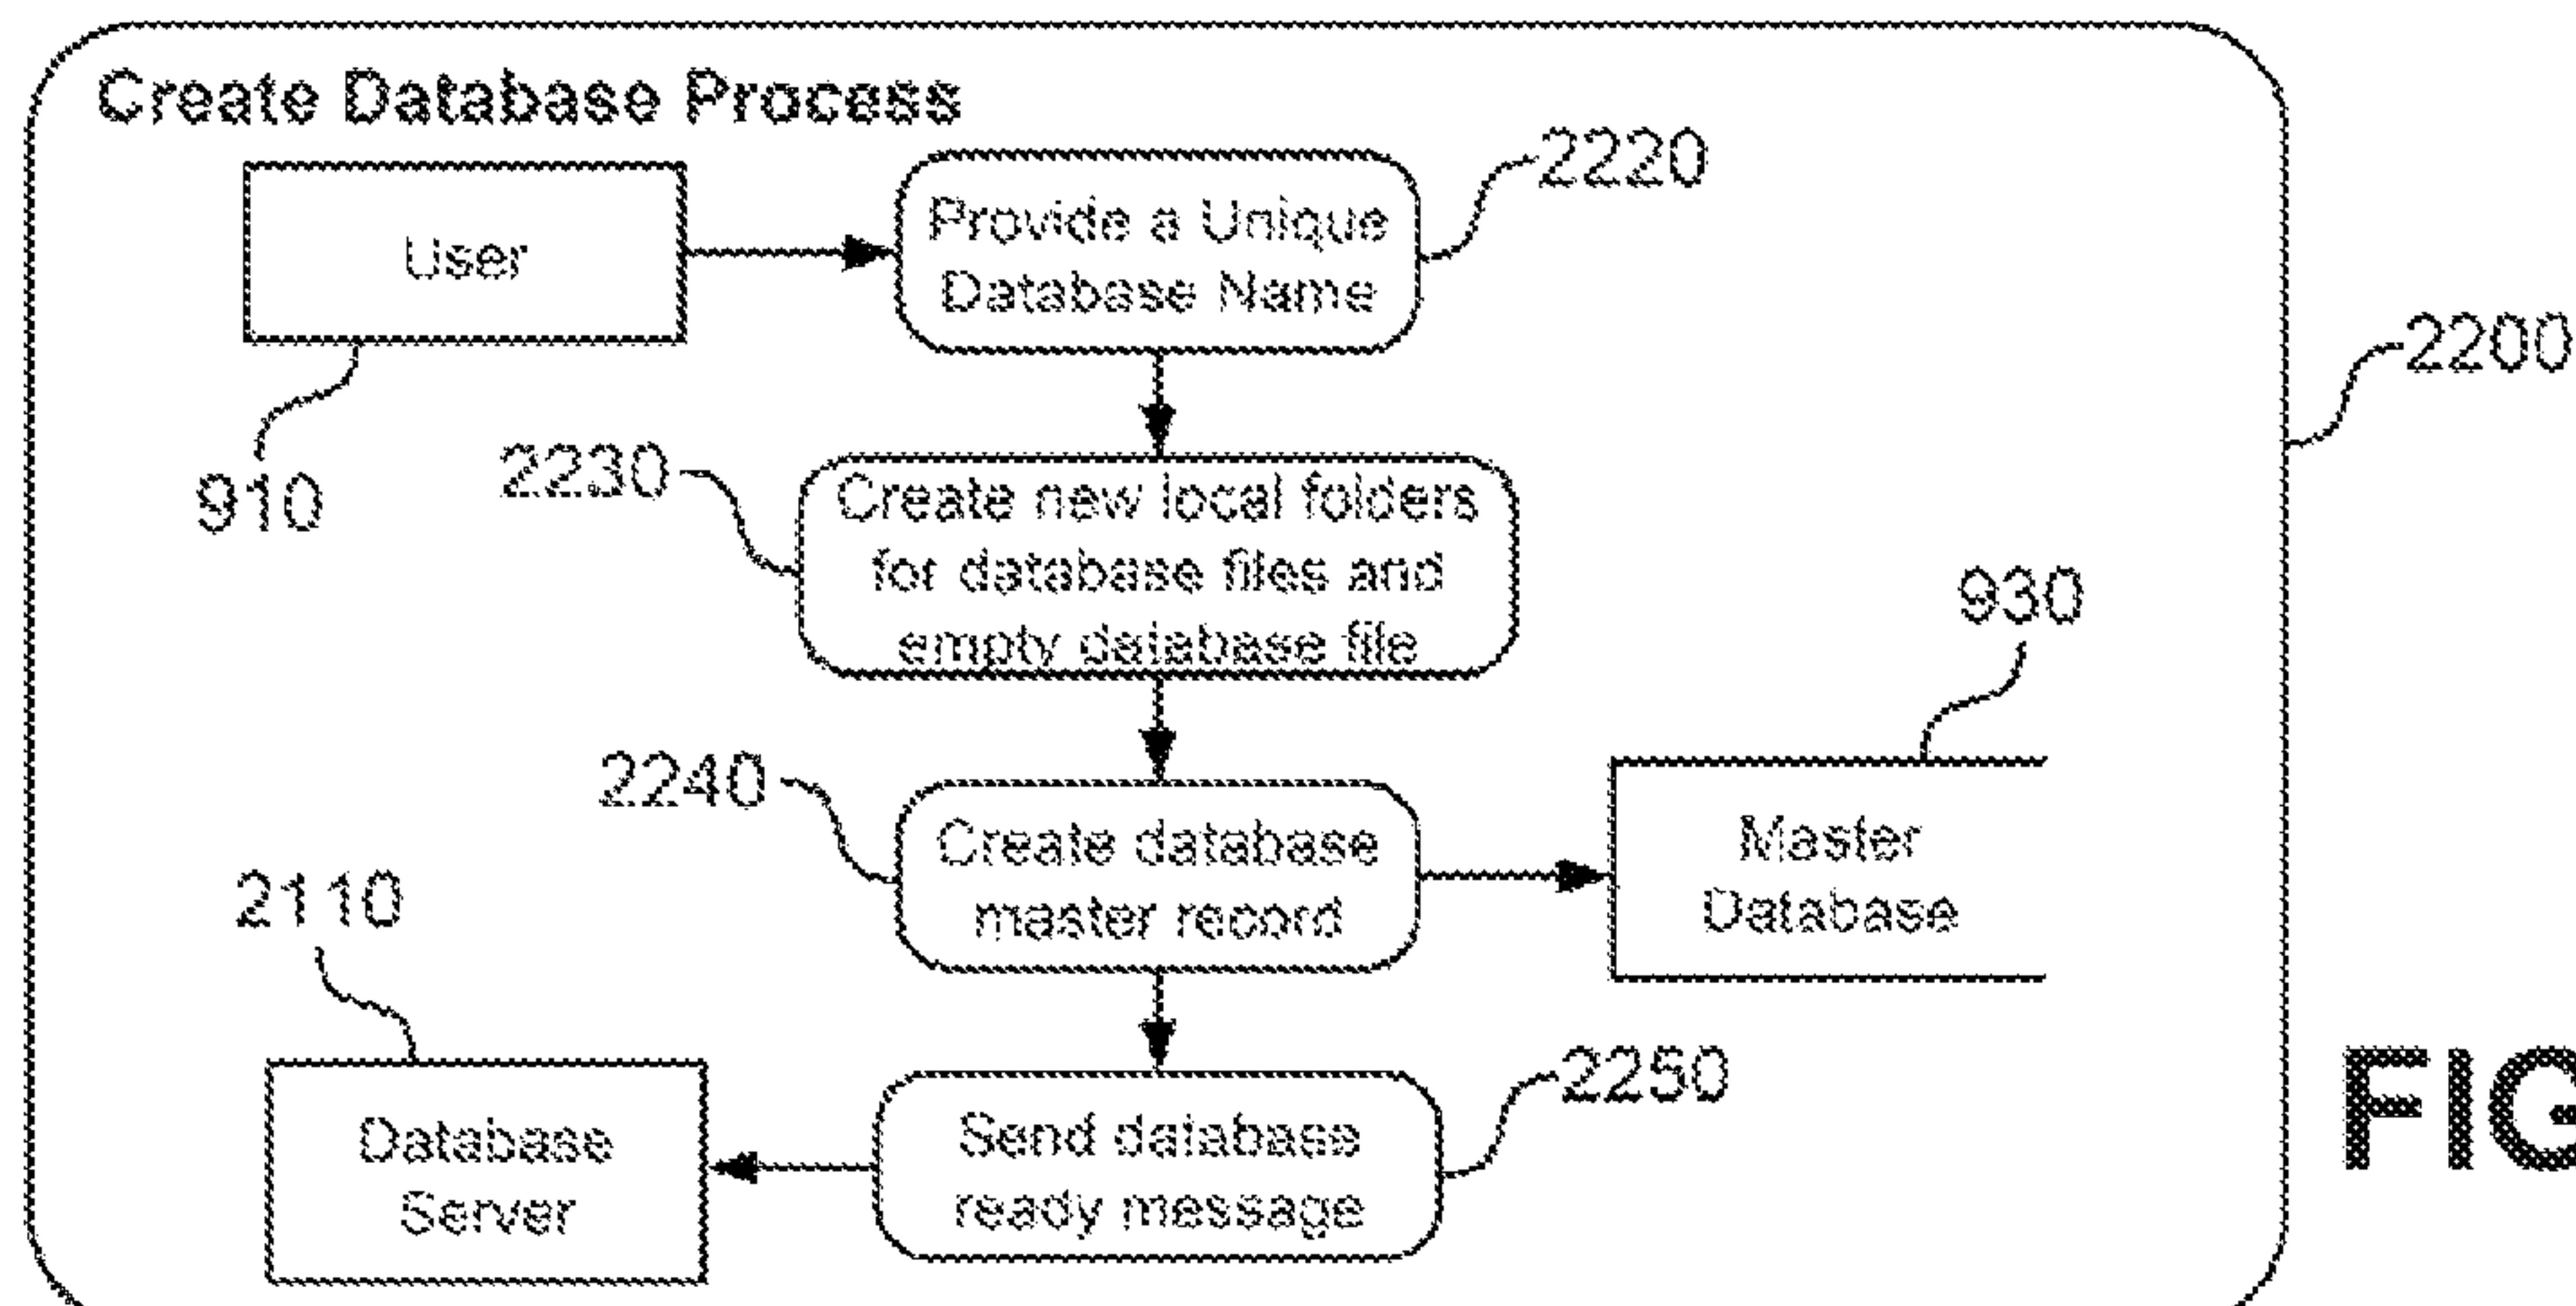 Create Database Process
2220
User
Provide a Unique
Database Name
2200
910
2230
Create new local folders
for database files and
empty database file
930
2240
Create database
master record
Master
Database
2110
Database
Server
Send database
ready message
2250
FIG